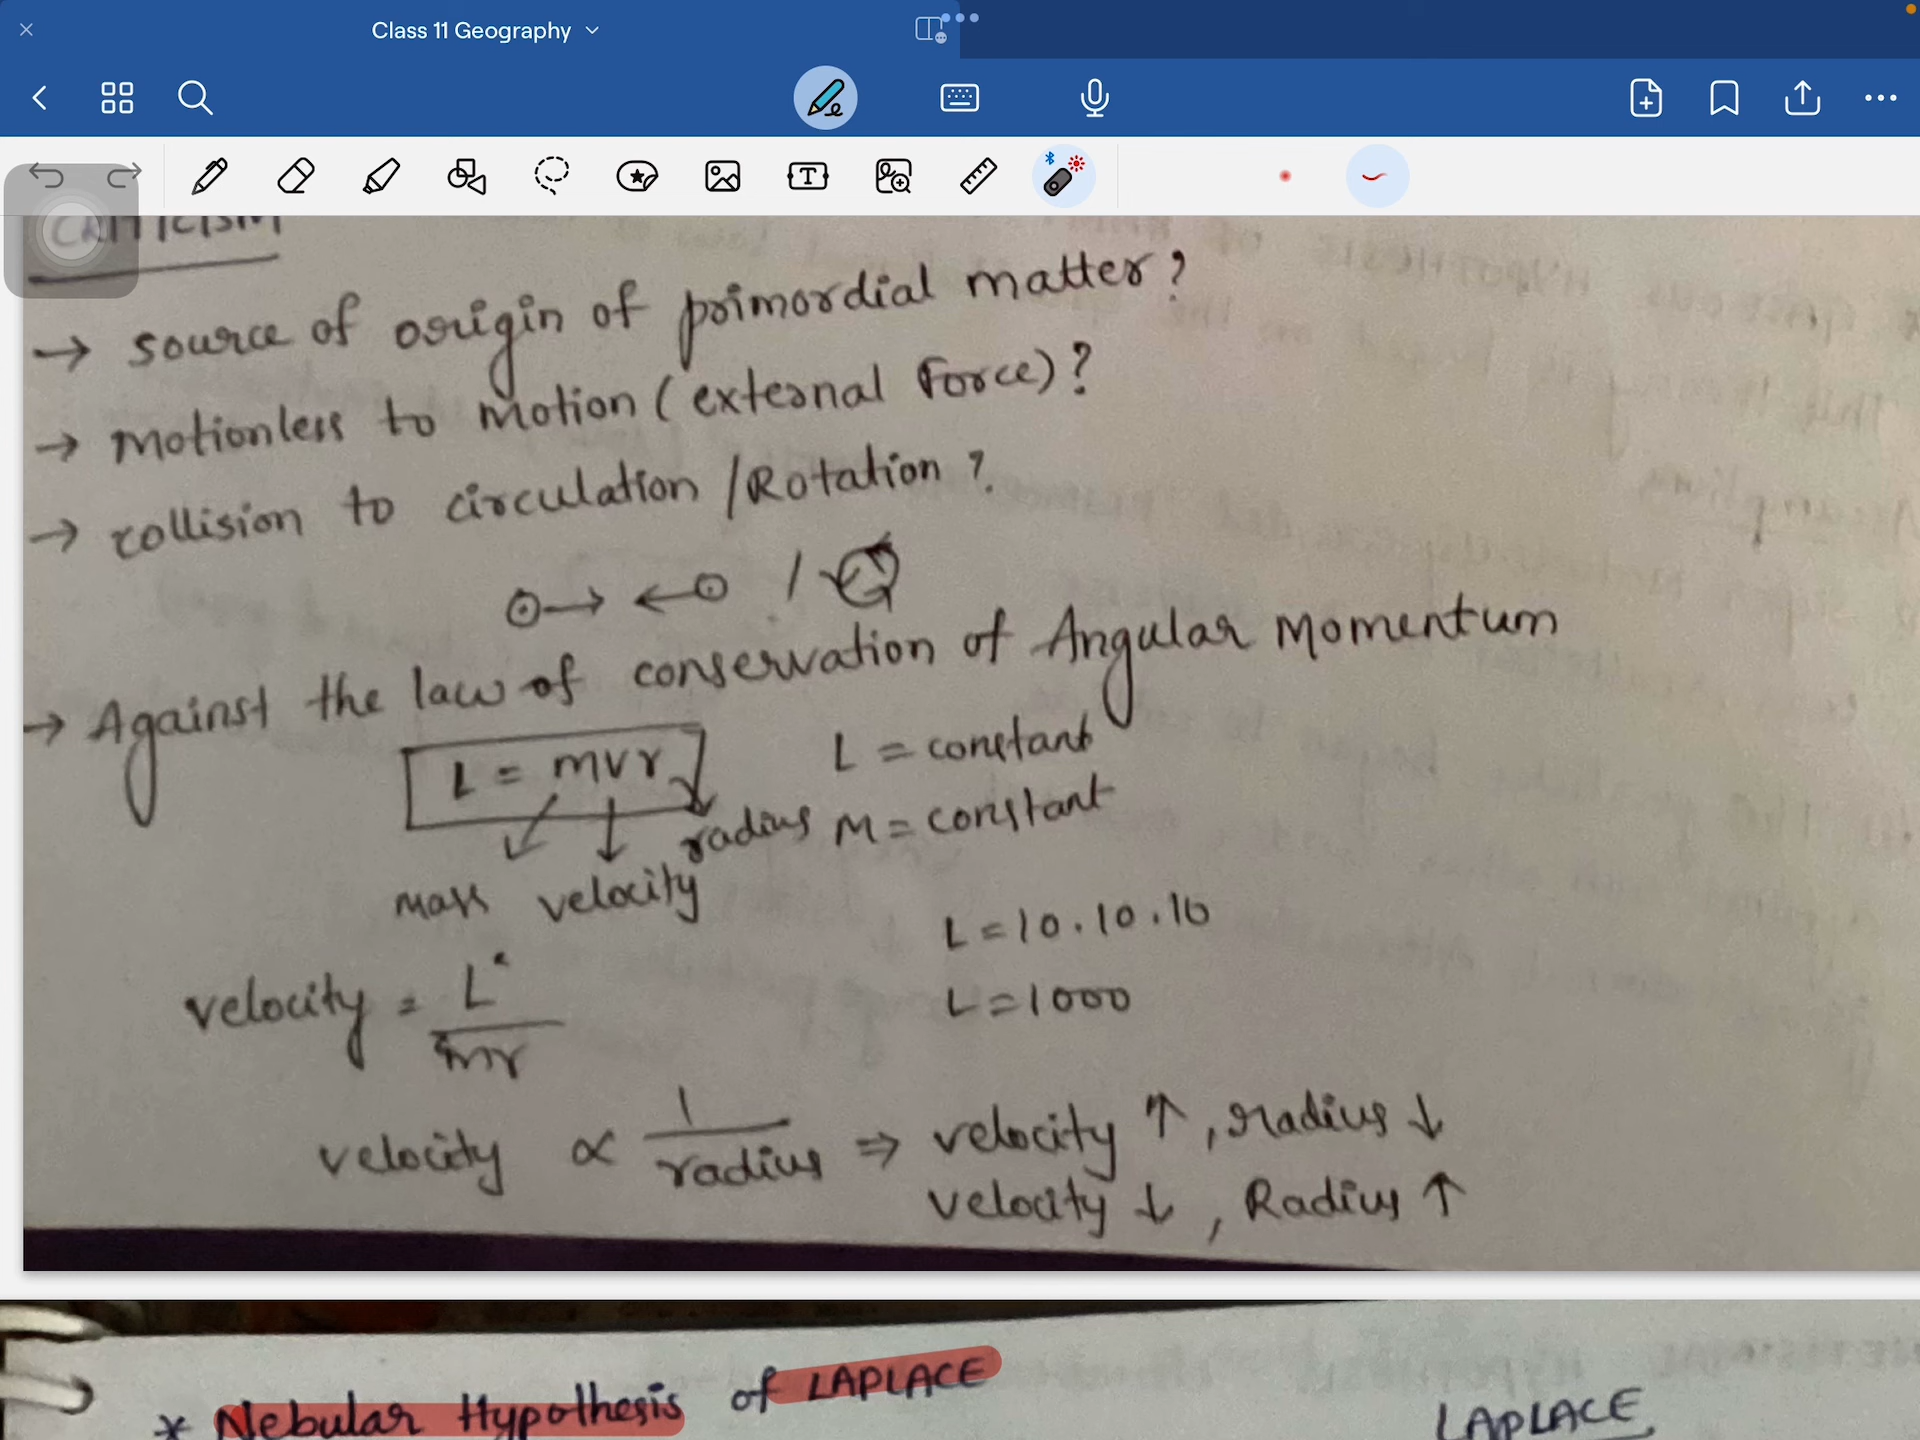 Class 11 Geography
CRITICISM
→ source of origin of primordial matter?
→ Motionless to Motion (external Force)?
→ collision to circulation / Rotation?
→ Against the law of conservation of Angular Momentum
L = mvr
L = constant
radius
M = constant
mass velocity
L = 10.10.10
L = 1000
velocity = L / mr
velocity ∝ 1 / radius ⇒ velocity ↑, radius ↓
velocity ↓, Radius ↑
* Nebular Hypothesis of LAPLACE
LAPLACE